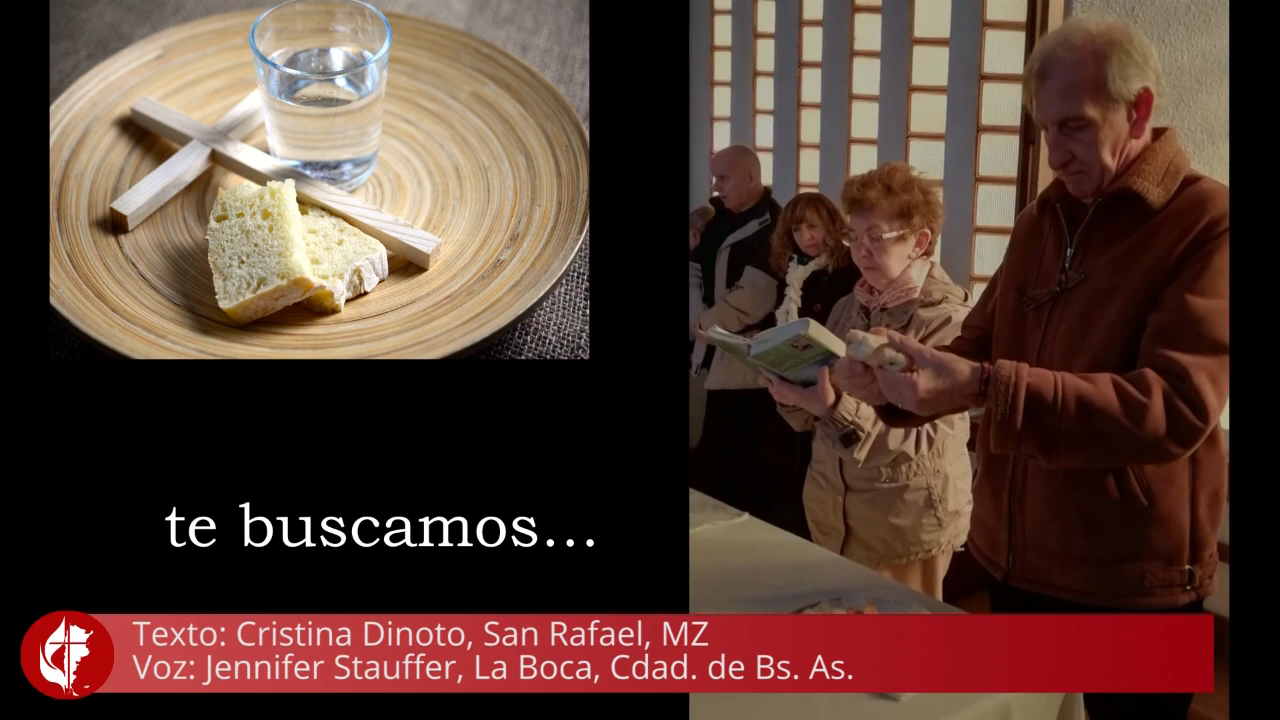 te buscamos...
Texto: Cristina Dinoto, San Rafael, MZ
Voz: Jennifer Stauffer, La Boca, Cdad. de Bs. As.